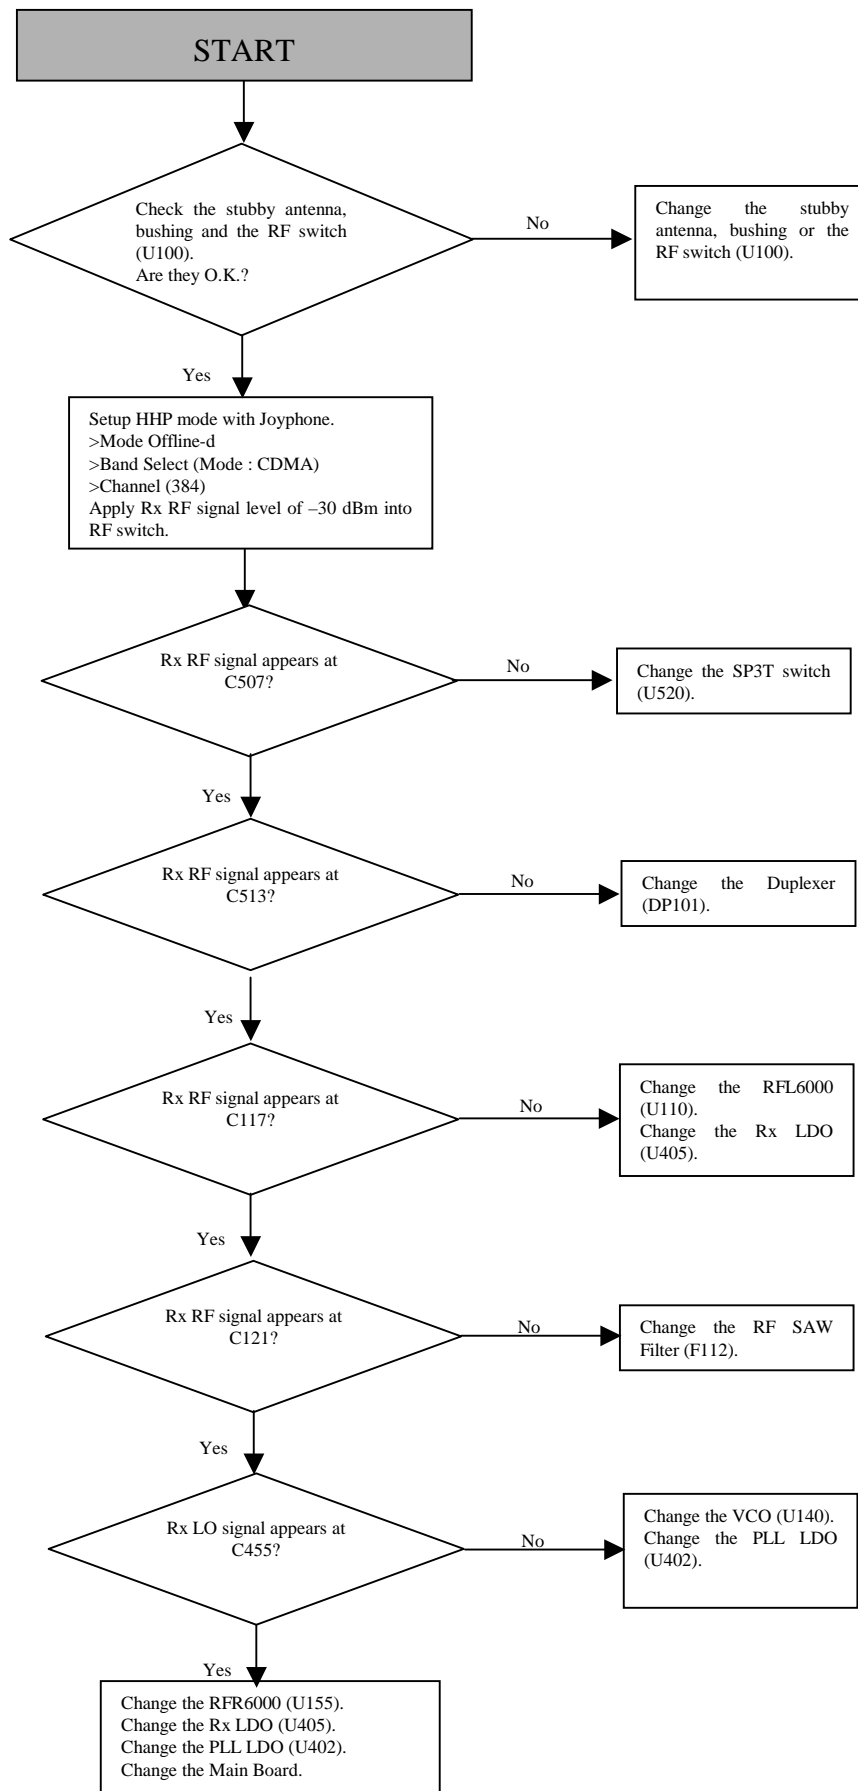 START
Check the stubby antenna,
bushing and the RF switch
(U100).
Are they O.K.?
No
Change the stubby
antenna, bushing or the
RF switch (U100).
Yes
Setup HHP mode with Joyphone.
>Mode Offline-d
>Band Select (Mode : CDMA)
>Channel (384)
Apply Rx RF signal level of –30 dBm into
RF switch.
Rx RF signal appears at
C507?
No
Change the SP3T switch
(U520).
Yes
Rx RF signal appears at
C513?
No
Change the Duplexer
(DP101).
Yes
Rx RF signal appears at
C117?
No
Change the RFL6000
(U110).
Change the Rx LDO
(U405).
Yes
Rx RF signal appears at
C121?
No
Change the RF SAW
Filter (F112).
Yes
Rx LO signal appears at
C455?
No
Change the VCO (U140).
Change the PLL LDO
(U402).
Yes
Change the RFR6000 (U155).
Change the Rx LDO (U405).
Change the PLL LDO (U402).
Change the Main Board.